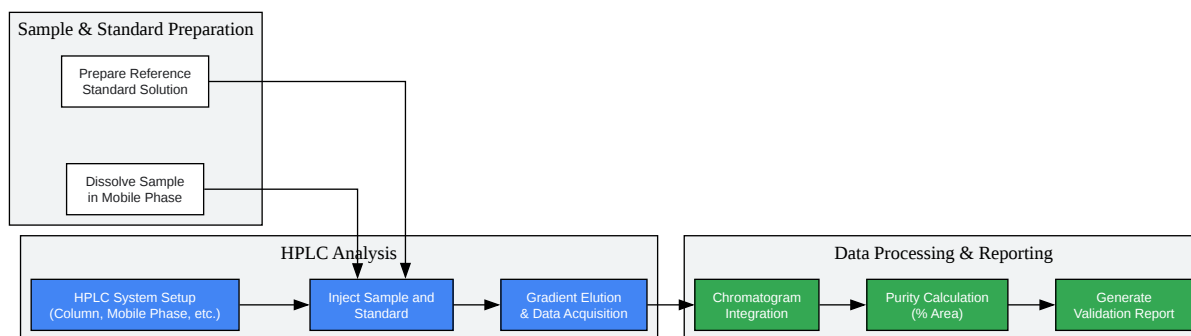 Sample & Standard Preparation
Prepare Reference
Standard Solution
Dissolve Sample
in Mobile Phase
HPLC Analysis
HPLC System Setup
(Column, Mobile Phase, etc.)
Inject Sample and
Standard
Gradient Elution
& Data Acquisition
Data Processing & Reporting
Chromatogram
Integration
Purity Calculation
(% Area)
Generate
Validation Report